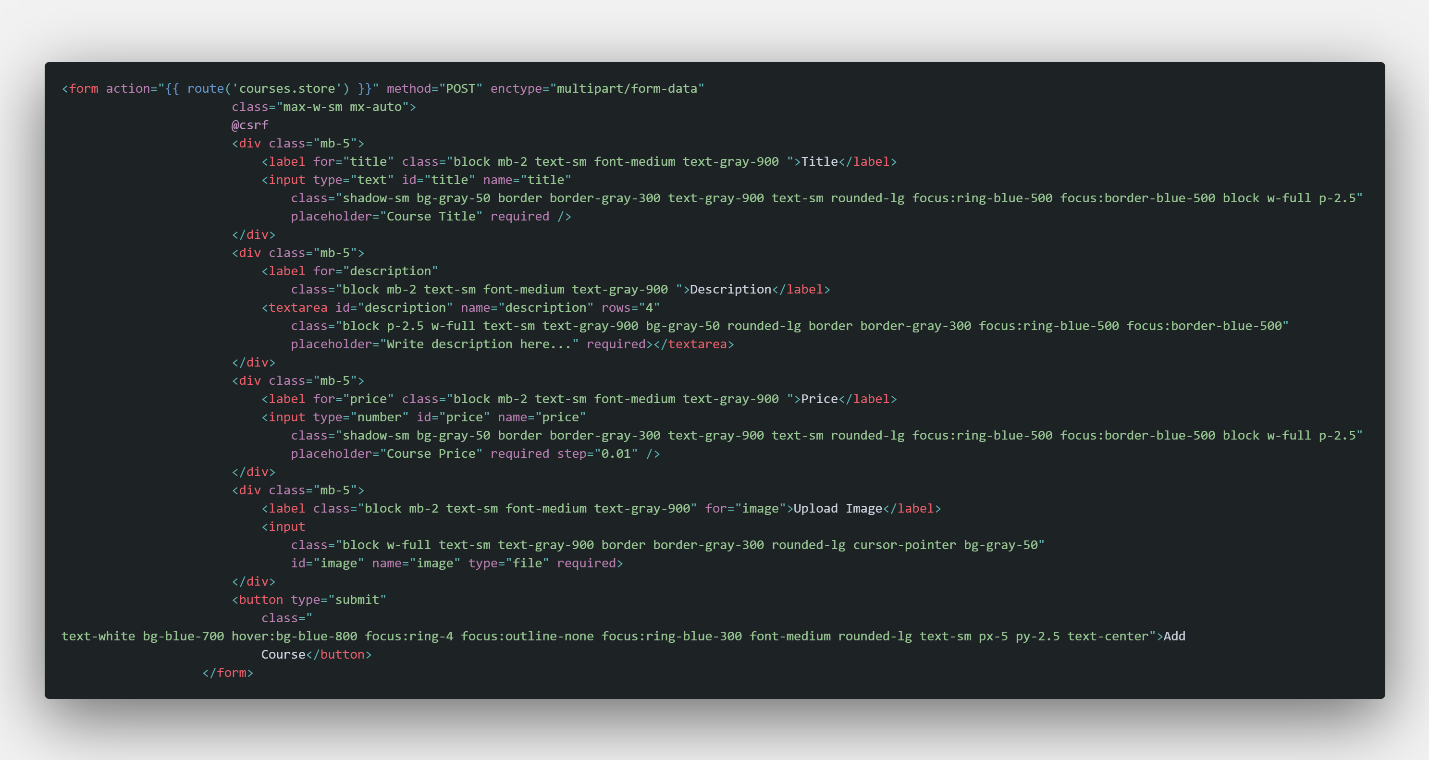 <form action="{{ route('courses.store') }}" method="POST" enctype="multipart/form-data"
class="max-w-sm mx-auto">
@csrf
<div class="mb-5">
<label for="title" class="block mb-2 text-sm font-medium text-gray-900 ">Title</label>
<input type="text" id="title" name="title"
class="shadow-sm bg-gray-50 border border-gray-300 text-gray-900 text-sm rounded-lg focus:ring-blue-500 focus:border-blue-500 block w-full p-2.5"
placeholder="Course Title" required />
</div>
<div class="mb-5">
<label for="description"
class="block mb-2 text-sm font-medium text-gray-900 ">Description</label>
<textarea id="description" name="description" rows="4"
class="block p-2.5 w-full text-sm text-gray-900 bg-gray-50 rounded-lg border border-gray-300 focus:ring-blue-500 focus:border-blue-500"
placeholder="Write description here..." required></textarea>
</div>
<div class="mb-5">
<label for="price" class="block mb-2 text-sm font-medium text-gray-900 ">Price</label>
<input type="number" id="price" name="price"
class="shadow-sm bg-gray-50 border border-gray-300 text-gray-900 text-sm rounded-lg focus:ring-blue-500 focus:border-blue-500 block w-full p-2.5"
placeholder="Course Price" required step="0.01" />
</div>
<div class="mb-5">
<label class="block mb-2 text-sm font-medium text-gray-900" for="image">Upload Image</label>
<input
class="block w-full text-sm text-gray-900 border border-gray-300 rounded-lg cursor-pointer bg-gray-50"
id="image" name="image" type="file" required>
</div>
<button type="submit"
class="
text-white bg-blue-700 hover:bg-blue-800 focus:ring-4 focus:outline-none focus:ring-blue-300 font-medium rounded-lg text-sm px-5 py-2.5 text-center">Add
Course</button>
</form>